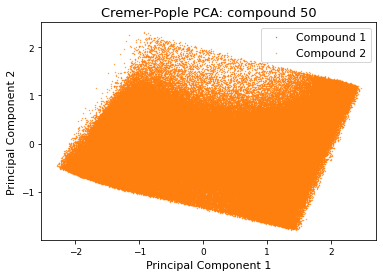 Cremer-Pople PCA: compound 50
Compound 1
Compound 2
Principal Component 2
2
1
0
−1
−2
−1
0
1
2
Principal Component 1